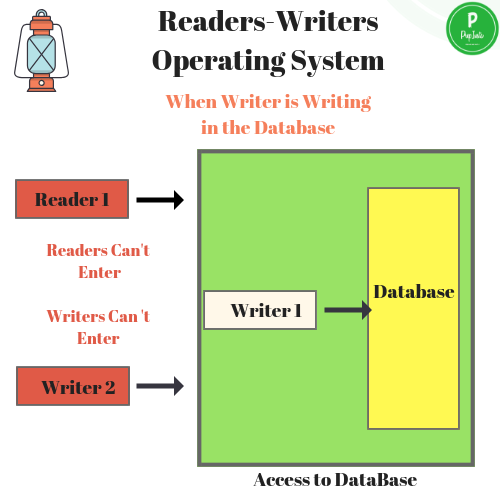 Readers-Writers
Operating System
P
PrepInsta
When Writer is Writing
in the Database
Reader 1
Readers Can't
Enter
Writers Can 't
Enter
Writer 2
Writer 1
Database
Access to DataBase